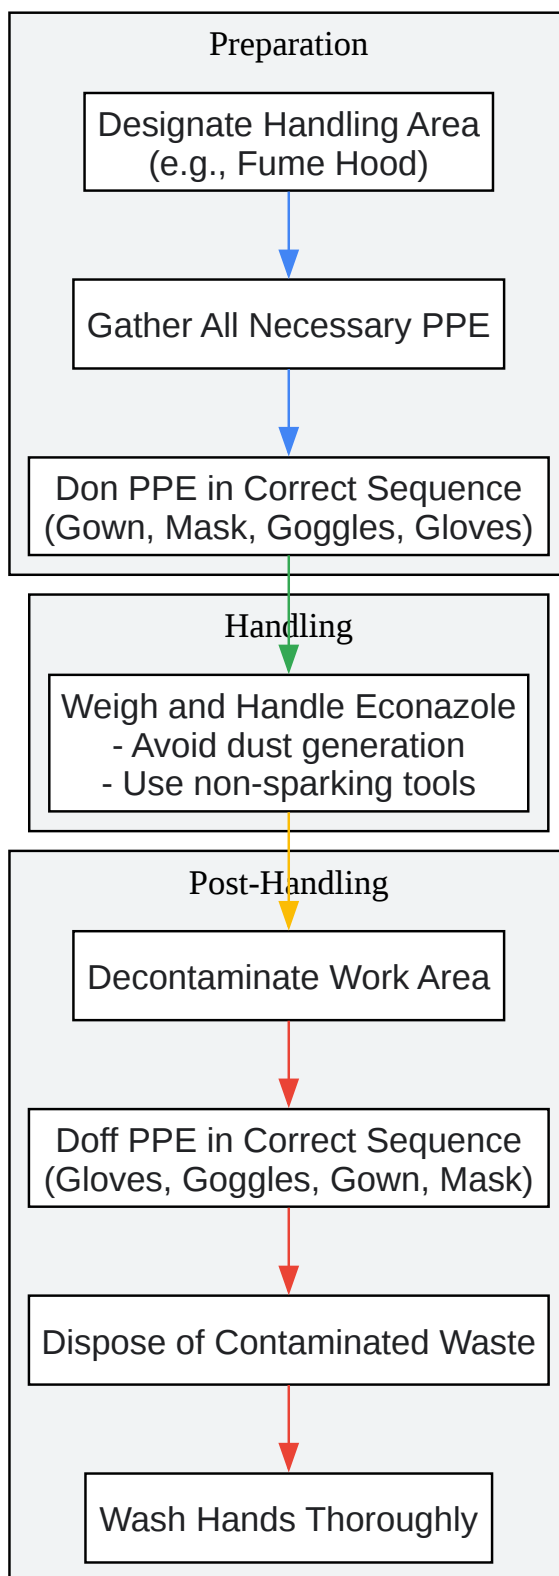 Preparation
Designate Handling Area
(e.g., Fume Hood)
Gather All Necessary PPE
Don PPE in Correct Sequence
(Gown, Mask, Goggles, Gloves)
Handling
Weigh and Handle Econazole
- Avoid dust generation
- Use non-sparking tools
Post-Handling
Decontaminate Work Area
Doff PPE in Correct Sequence
(Gloves, Goggles, Gown, Mask)
Dispose of Contaminated Waste
Wash Hands Thoroughly